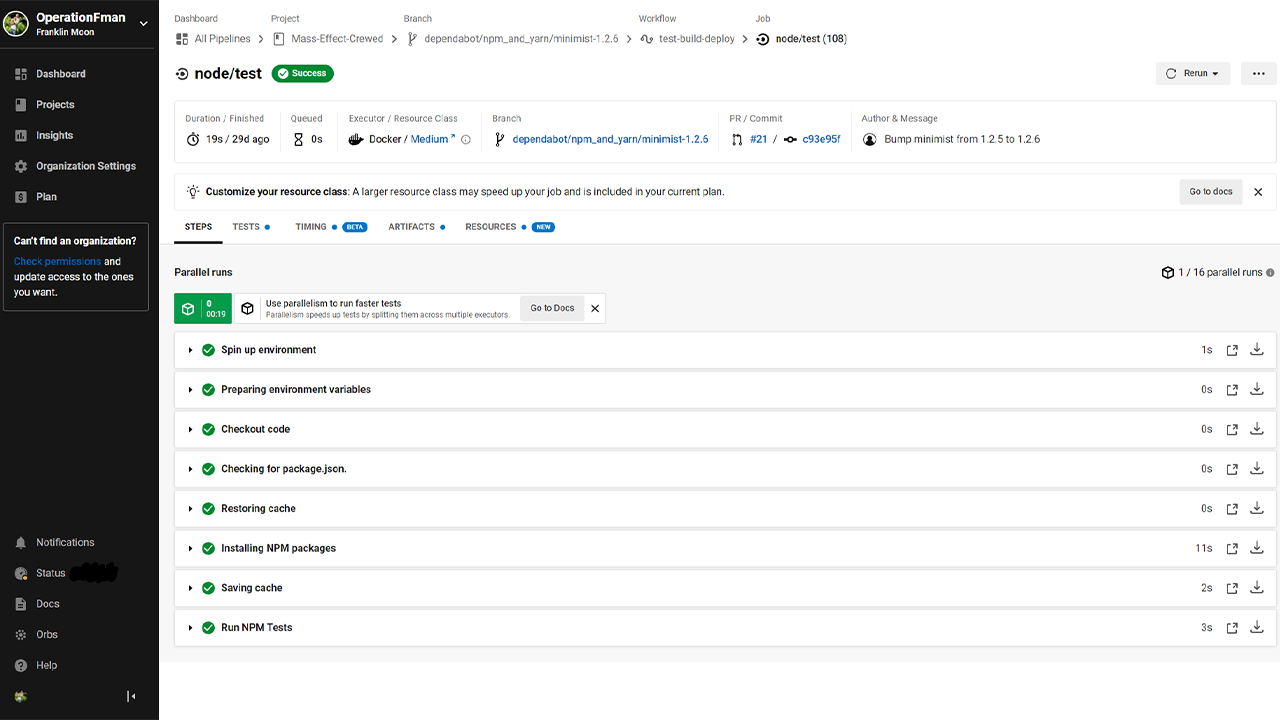 OperationFman
Franklin Moon
Dashboard
Projects
Insights
Organization Settings
Plan
Can't find an organization?
Check permissions and
update access to the ones
you want.
Notifications
Status
Docs
Orbs
Help
Dashboard Project Branch Workflow Job
All Pipelines Mass-Effect-Crewed dependabot/npm_and_yarn/minimist-1.2.6 test-build-deploy node/test (108)
node/test Success Rerun
Duration / Finished Queued Executor / Resource Class Branch PR / Commit Author & Message
19s / 29d ago 0s Docker / Medium dependabot/npm_and_yarn/minimist-1.2.6 #21 / c93e95f Bump minimist from 1.2.5 to 1.2.6
Customize your resource class: A larger resource class may speed up your job and is included in your current plan. Go to docs
STEPS TESTS TIMING BETA ARTIFACTS RESOURCES NEW
Parallel runs 1 / 16 parallel runs
0
00:19
Use parallelism to run faster tests
Parallelism speeds up tests by splitting them across multiple executors.
Go to Docs
Spin up environment 1s
Preparing environment variables 0s
Checkout code 0s
Checking for package.json. 0s
Restoring cache 0s
Installing NPM packages 11s
Saving cache 2s
Run NPM Tests 3s